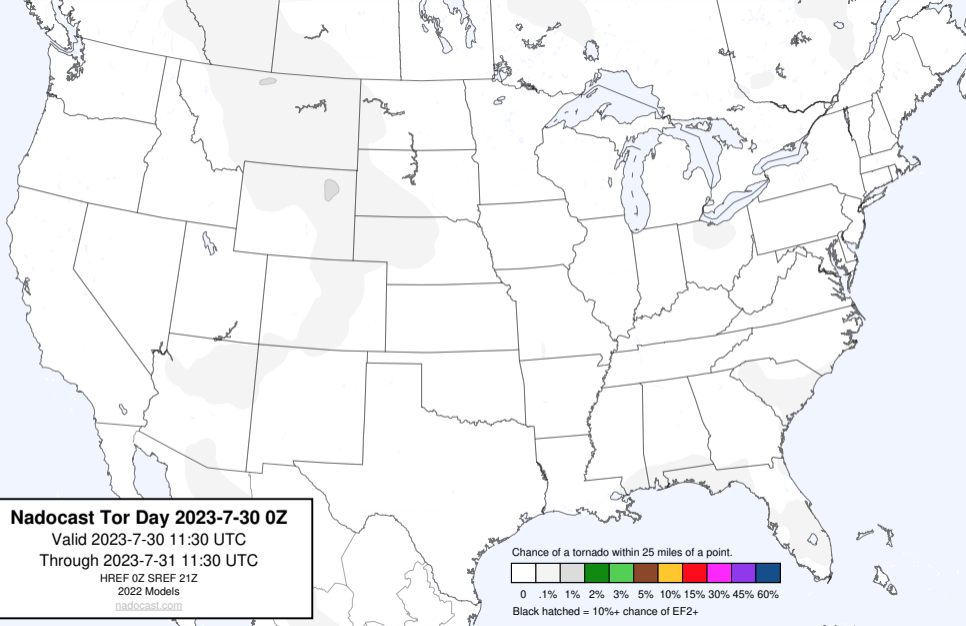 Nadocast Tor Day 2023-7-30 0Z
Valid 2023-7-30 11:30 UTC
Through 2023-7-31 11:30 UTC
HREF 0Z SREF 21Z
2022 Models
nadocast.com
Chance of a tornado within 25 miles of a point.
0 .1% 1% 2% 3% 5% 10% 15% 30% 45% 60%
Black hatched = 10%+ chance of EF2+